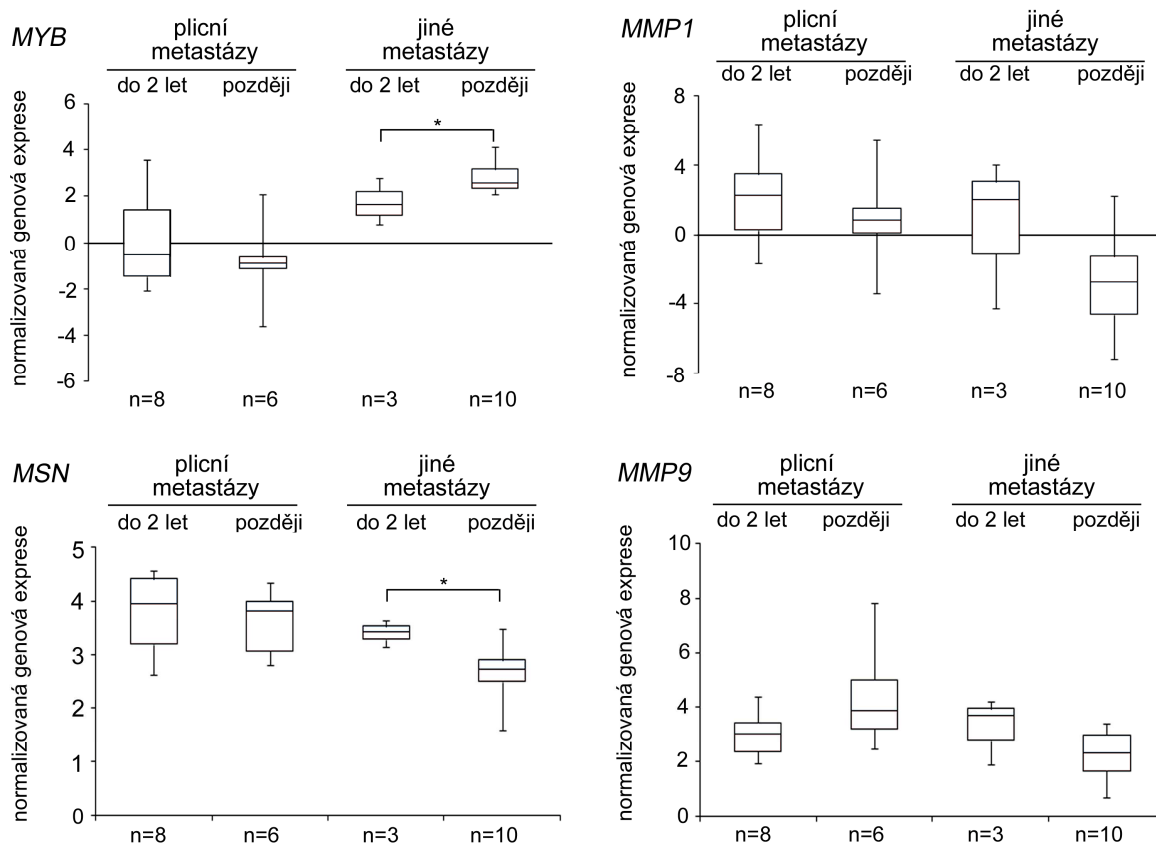 MYB
plicní
metastázy
jiné
metastázy
do 2 let
později
do 2 let
později
normalizovaná genová exprese
6
4
2
0
-2
-4
-6
*
n=8
n=6
n=3
n=10
MMP1
plicní
metastázy
jiné
metastázy
do 2 let
později
do 2 let
později
normalizovaná genová exprese
8
4
0
-4
-8
n=8
n=6
n=3
n=10
MSN
plicní
metastázy
jiné
metastázy
do 2 let
později
do 2 let
později
normalizovaná genová exprese
5
4
3
2
1
0
*
n=8
n=6
n=3
n=10
MMP9
plicní
metastázy
jiné
metastázy
do 2 let
později
do 2 let
později
normalizovaná genová exprese
10
8
6
4
2
0
n=8
n=6
n=3
n=10